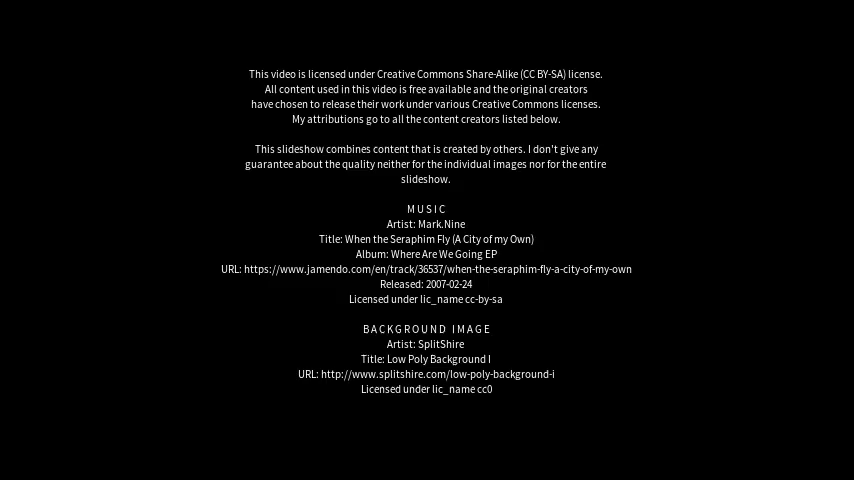 This video is licensed under Creative Commons Share-Alike (CC BY-SA) license.
All content used in this video is free available and the original creators
have chosen to release their work under various Creative Commons licenses.
My attributions go to all the content creators listed below.
This slideshow combines content that is created by others. I don't give any
guarantee about the quality neither for the individual images nor for the entire
slideshow.
MUSIC
Artist: Mark.Nine
Title: When the Seraphim Fly (A City of my Own)
Album: Where Are We Going EP
URL: https://www.jamendo.com/en/track/36537/when-the-seraphim-fly-a-city-of-my-own
Released: 2007-02-24
Licensed under lic_name cc-by-sa
BACKGROUND IMAGE
Artist: SplitShire
Title: Low Poly Background I
URL: http://www.splitshire.com/low-poly-background-i
Licensed under lic_name cc0